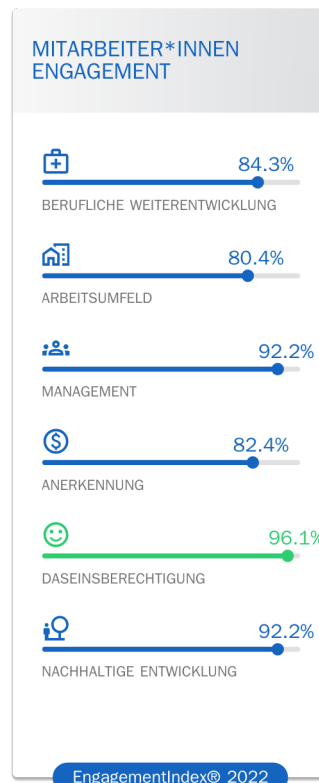 MITARBEITER*INNEN
ENGAGEMENT
84.3%
BERUFLICHE WEITERENTWICKLUNG
80.4%
ARBEITSUMFELD
92.2%
MANAGEMENT
82.4%
ANERKENNUNG
96.1%
DASEINSBERECHTIGUNG
92.2%
NACHHALTIGE ENTWICKLUNG
EngagementIndex® 2022